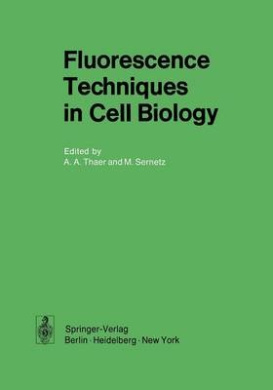 Fluorescence
Techniques
in Cell Biology
Edited by
A. A. Thaer and M. Sernetz
Springer-Verlag
Berlin · Heidelberg · New York